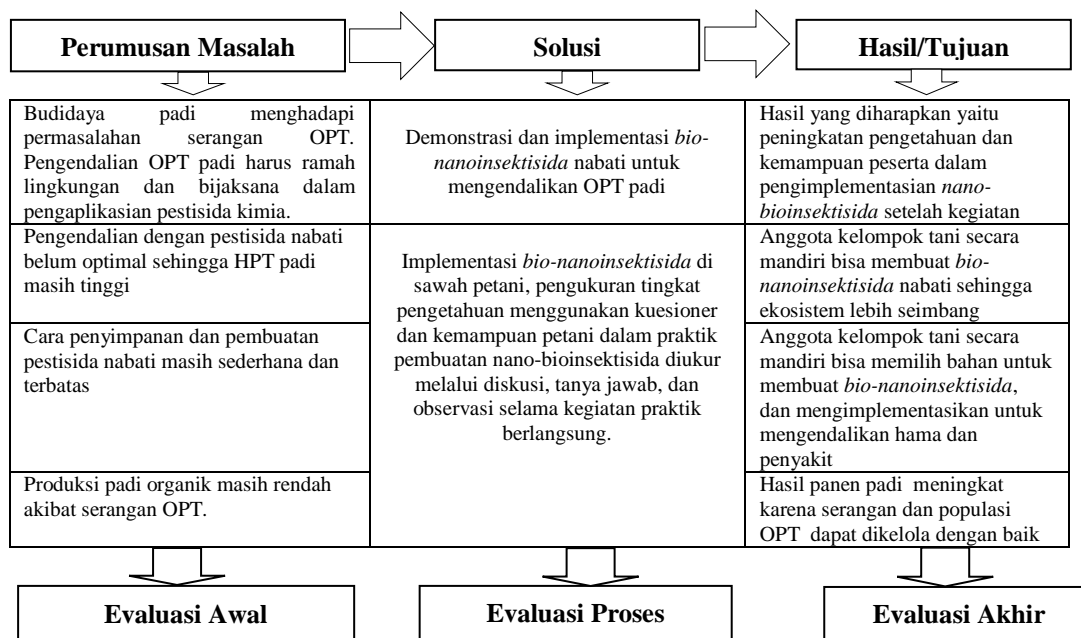 Perumusan Masalah
Solusi
Hasil/Tujuan
Budidaya padi menghadapi
permasalahan serangan OPT.
Pengendalian OPT padi harus ramah
lingkungan dan bijaksana dalam
pengaplikasian pestisida kimia.
Demonstrasi dan implementasi bio-
nanoinsektisida nabati untuk
mengendalikan OPT padi
Hasil yang diharapkan yaitu
peningkatan pengetahuan dan
kemampuan peserta dalam
pengimplementasian nano-
bioinsektisida setelah kegiatan
Pengendalian dengan pestisida nabati
belum optimal sehingga HPT padi
masih tinggi
Implementasi bio-nanoinsektisida di
sawah petani, pengukuran tingkat
pengetahuan menggunakan kuesioner
dan kemampuan petani dalam praktik
pembuatan nano-bioinsektisida diukur
melalui diskusi, tanya jawab, dan
observasi selama kegiatan praktik
berlangsung.
Anggota kelompok tani secara
mandiri bisa membuat bio-
nanoinsektisida nabati sehingga
ekosistem lebih seimbang
Cara penyimpanan dan pembuatan
pestisida nabati masih sederhana dan
terbatas
Anggota kelompok tani secara
mandiri bisa memilih bahan untuk
membuat bio-nanoinsektisida,
dan mengimplementasikan untuk
mengendalikan hama dan
penyakit
Produksi padi organik masih rendah
akibat serangan OPT.
Hasil panen padi meningkat
karena serangan dan populasi
OPT dapat dikelola dengan baik
Evaluasi Awal
Evaluasi Proses
Evaluasi Akhir